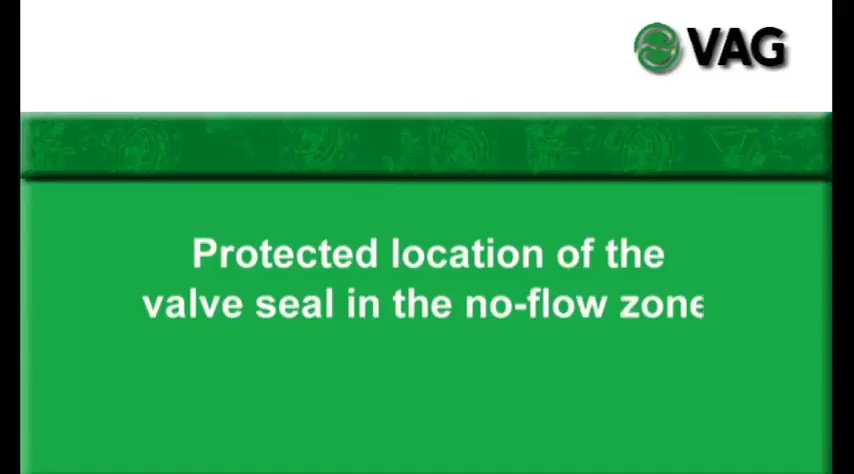 VAG
Protected location of the
valve seal in the no-flow zone